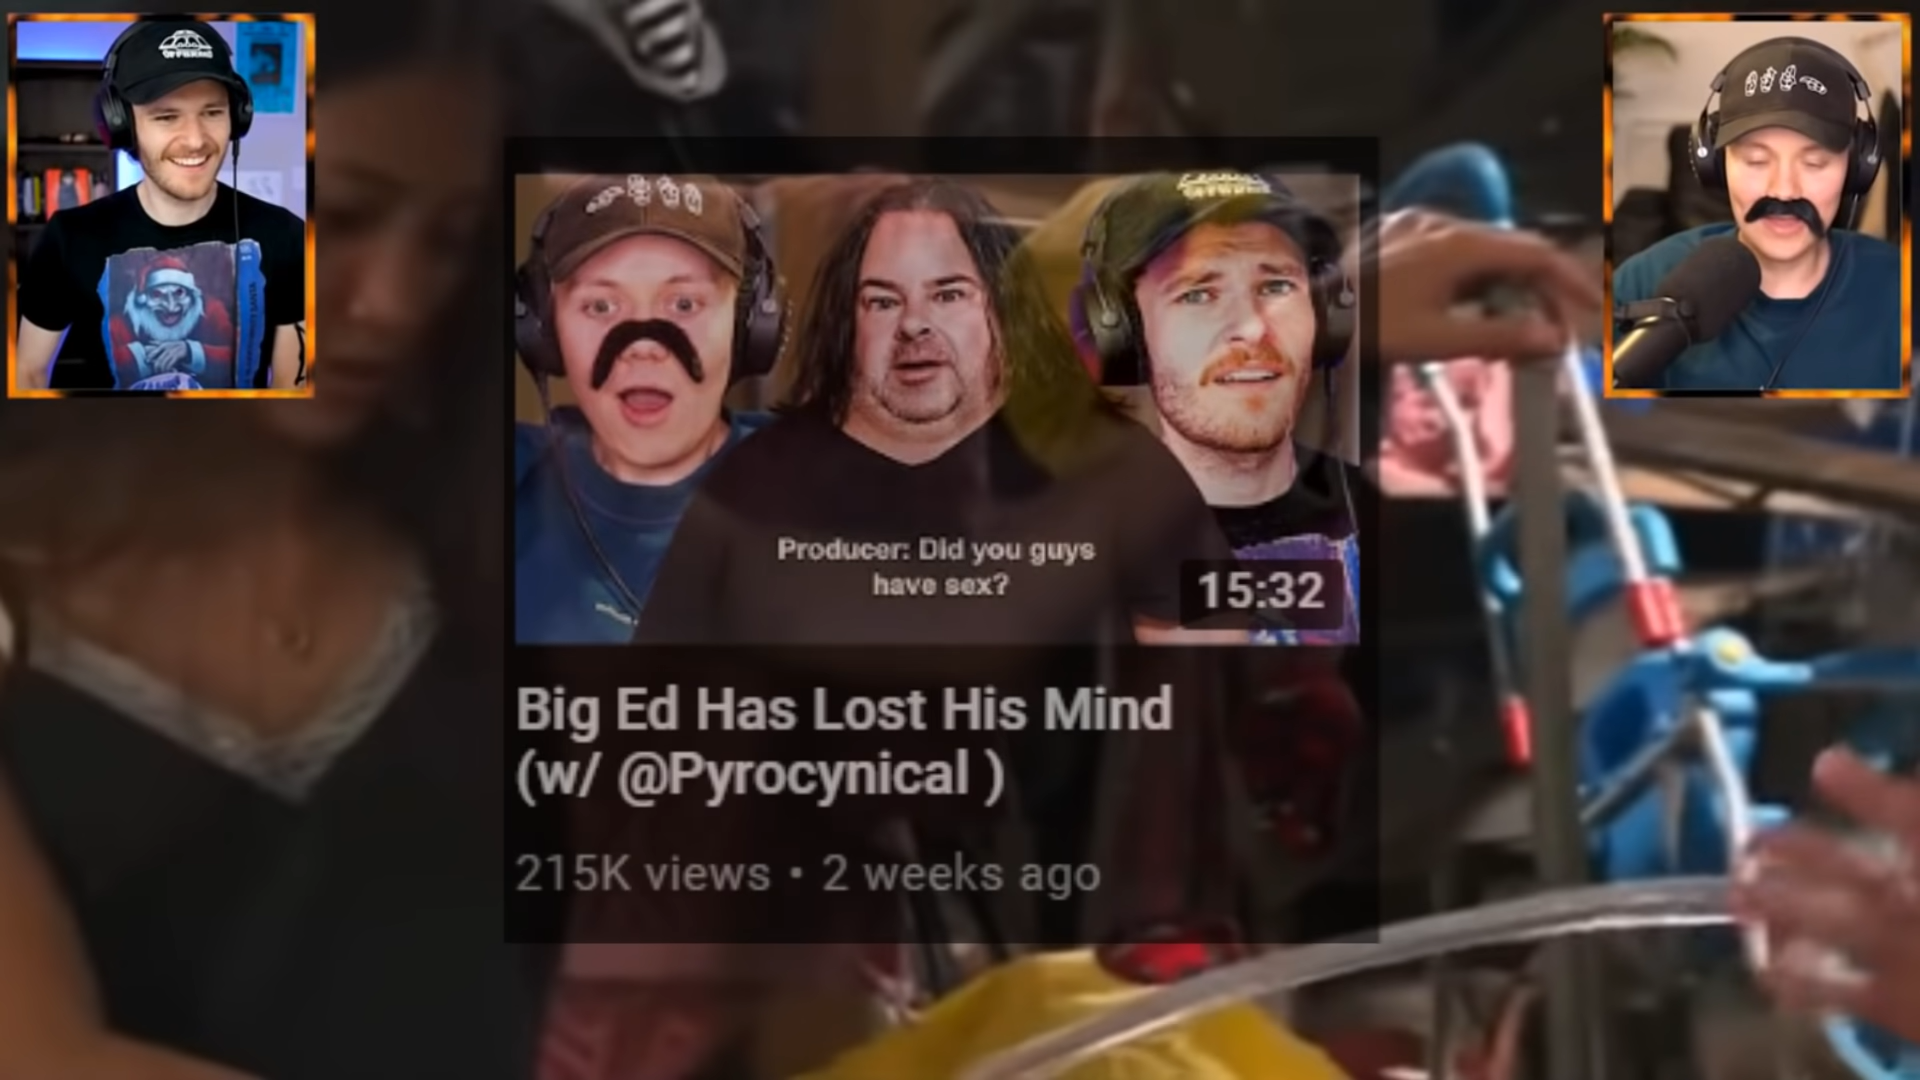 Producer: Did you guys
have sex?
15:32
Big Ed Has Lost His Mind
(w/ @Pyrocynical )
215K views • 2 weeks ago